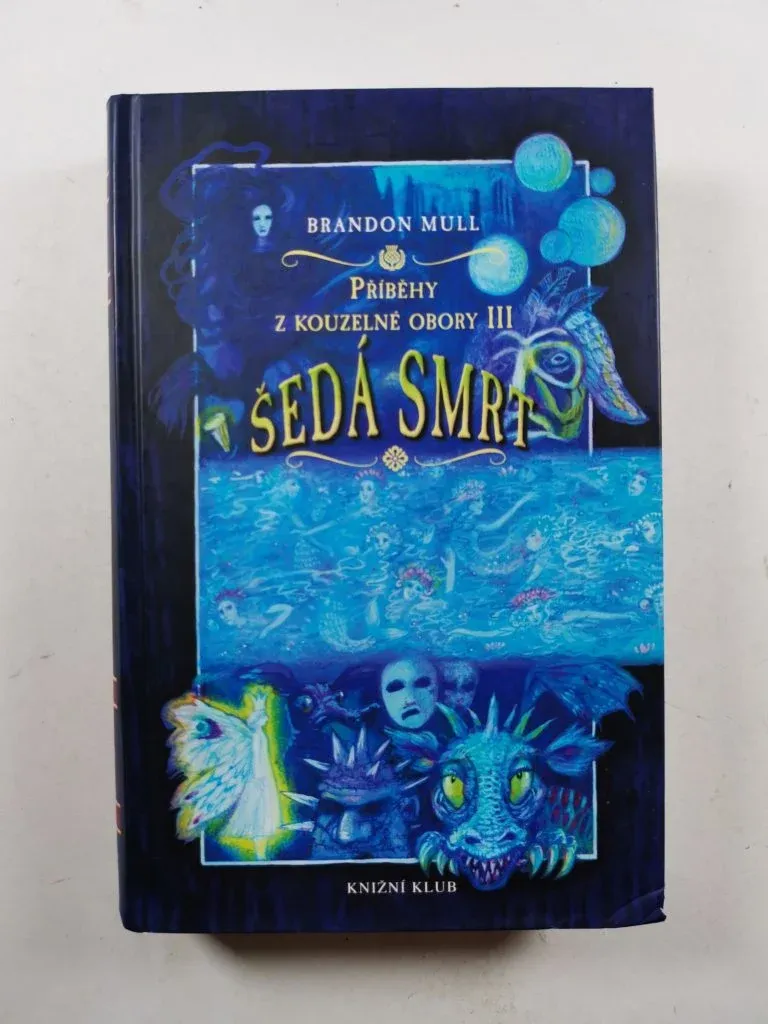 BRANDON MULL
PŘÍBĚHY
Z KOUZELNÉ OBORY III
ŠEDÁ SMRT
KNIŽNÍ KLUB